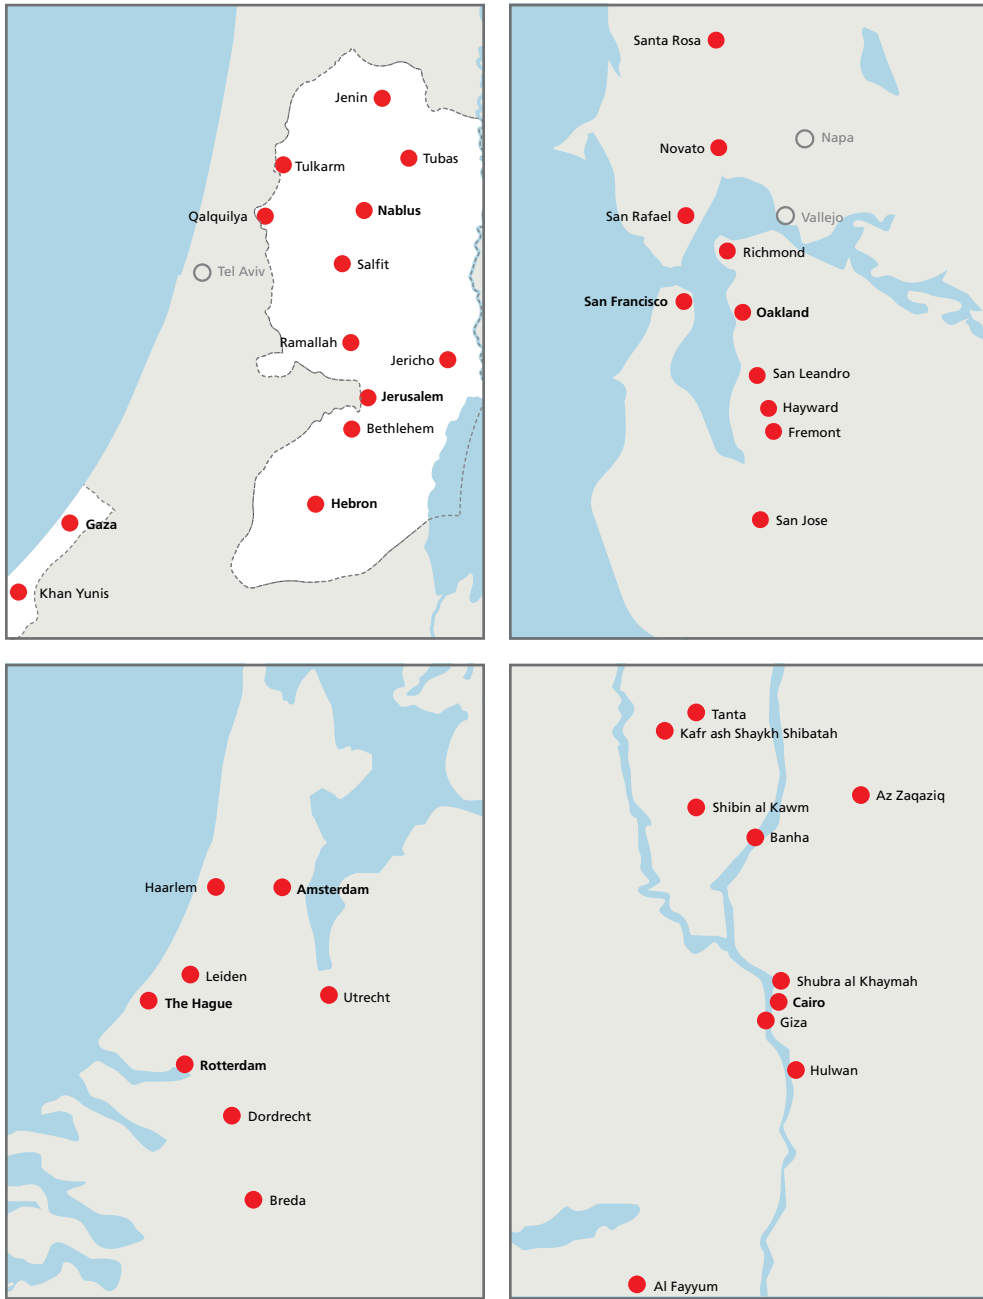 Jenin
Tubas
Tulkarm
Nablus
Qalquilya
Salfit
Tel Aviv
Ramallah
Jericho
Jerusalem
Bethlehem
Hebron
Gaza
Khan Yunis
Santa Rosa
Napa
Novato
San Rafael
Vallejo
Richmond
San Francisco
Oakland
San Leandro
Hayward
Fremont
San Jose
Haarlem
Amsterdam
Leiden
The Hague
Utrecht
Rotterdam
Dordrecht
Breda
Tanta
Kafr ash Shaykh Shibatah
Az Zaqaziq
Shibin al Kawm
Banha
Shubra al Khaymah
Cairo
Giza
Hulwan
Al Fayyum